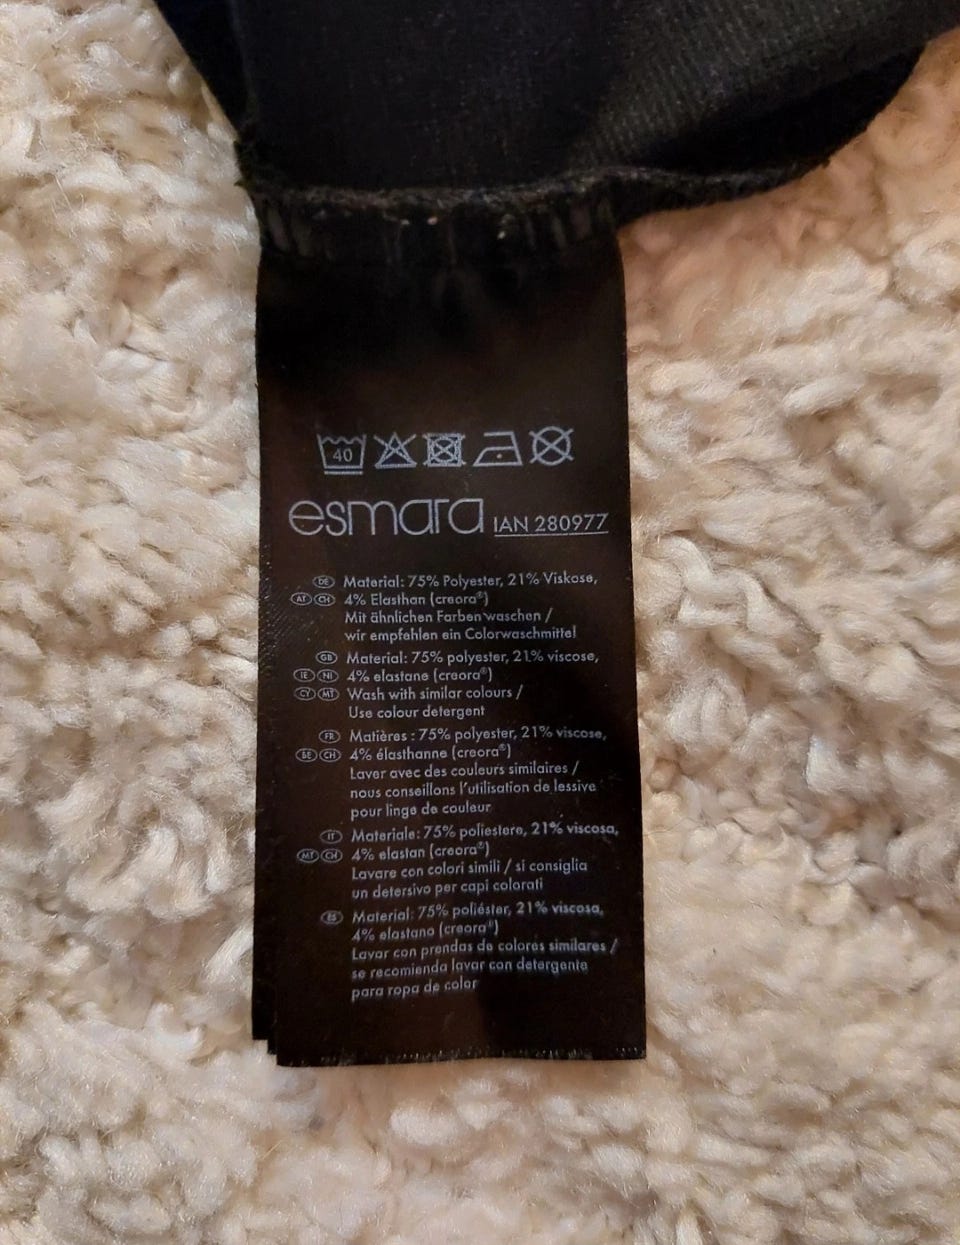 40
esmara IAN 280977
DE Material: 75% Polyester, 21% Viskose,
AT CH 4% Elasthan (creora®)
Mit ähnlichen Farben waschen /
wir empfehlen ein Colorwaschmittel
GB Material: 75% polyester, 21% viscose,
IE NI 4% elastane (creora®)
CY MT Wash with similar colours /
Use colour detergent
FR Matières : 75% polyester, 21% viscose,
BE CH 4% élasthanne (creora®)
Laver avec des couleurs similaires /
nous conseillons l'utilisation de lessive
pour linge de couleur
IT Materiale: 75% poliestere, 21% viscosa,
MT CH 4% elastan (creora®)
Lavare con colori simili / si consiglia
un detersivo per capi colorati
ES Material: 75% poliéster, 21% viscosa,
4% elastano (creora®)
Lavar con prendas de colores similares /
se recomienda lavar con detergente
para ropa de color